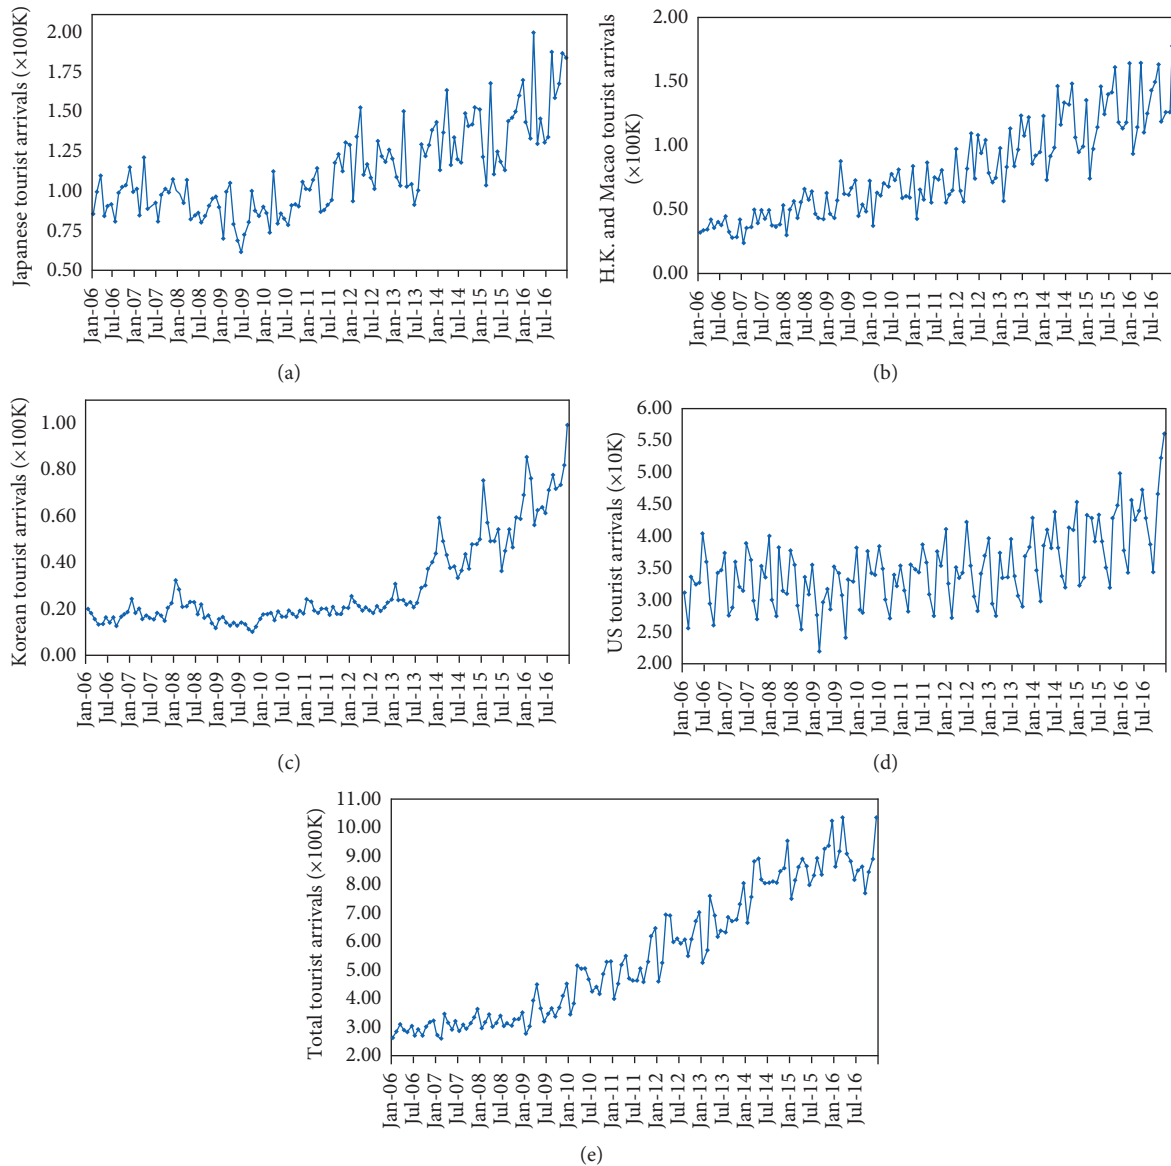 Japanese tourist arrivals (×100K)
2.00
1.75
1.50
1.25
1.00
0.75
0.50
Jan-06
Jul-06
Jan-07
Jul-07
Jan-08
Jul-08
Jan-09
Jul-09
Jan-10
Jul-10
Jan-11
Jul-11
Jan-12
Jul-12
Jan-13
Jul-13
Jan-14
Jul-14
Jan-15
Jul-15
Jan-16
Jul-16
(a)
H.K. and Macao tourist arrivals
(×100K)
2.00
1.50
1.00
0.50
0.00
Jan-06
Jul-06
Jan-07
Jul-07
Jan-08
Jul-08
Jan-09
Jul-09
Jan-10
Jul-10
Jan-11
Jul-11
Jan-12
Jul-12
Jan-13
Jul-13
Jan-14
Jul-14
Jan-15
Jul-15
Jan-16
Jul-16
(b)
Korean tourist arrivals (×100K)
1.00
0.80
0.60
0.40
0.20
0.00
Jan-06
Jul-06
Jan-07
Jul-07
Jan-08
Jul-08
Jan-09
Jul-09
Jan-10
Jul-10
Jan-11
Jul-11
Jan-12
Jul-12
Jan-13
Jul-13
Jan-14
Jul-14
Jan-15
Jul-15
Jan-16
Jul-16
(c)
US tourist arrivals (×10K)
6.00
5.50
5.00
4.50
4.00
3.50
3.00
2.50
2.00
Jan-06
Jul-06
Jan-07
Jul-07
Jan-08
Jul-08
Jan-09
Jul-09
Jan-10
Jul-10
Jan-11
Jul-11
Jan-12
Jul-12
Jan-13
Jul-13
Jan-14
Jul-14
Jan-15
Jul-15
Jan-16
Jul-16
(d)
Total tourist arrivals (×100K)
11.00
10.00
9.00
8.00
7.00
6.00
5.00
4.00
3.00
2.00
Jan-06
Jul-06
Jan-07
Jul-07
Jan-08
Jul-08
Jan-09
Jul-09
Jan-10
Jul-10
Jan-11
Jul-11
Jan-12
Jul-12
Jan-13
Jul-13
Jan-14
Jul-14
Jan-15
Jul-15
Jan-16
Jul-16
(e)